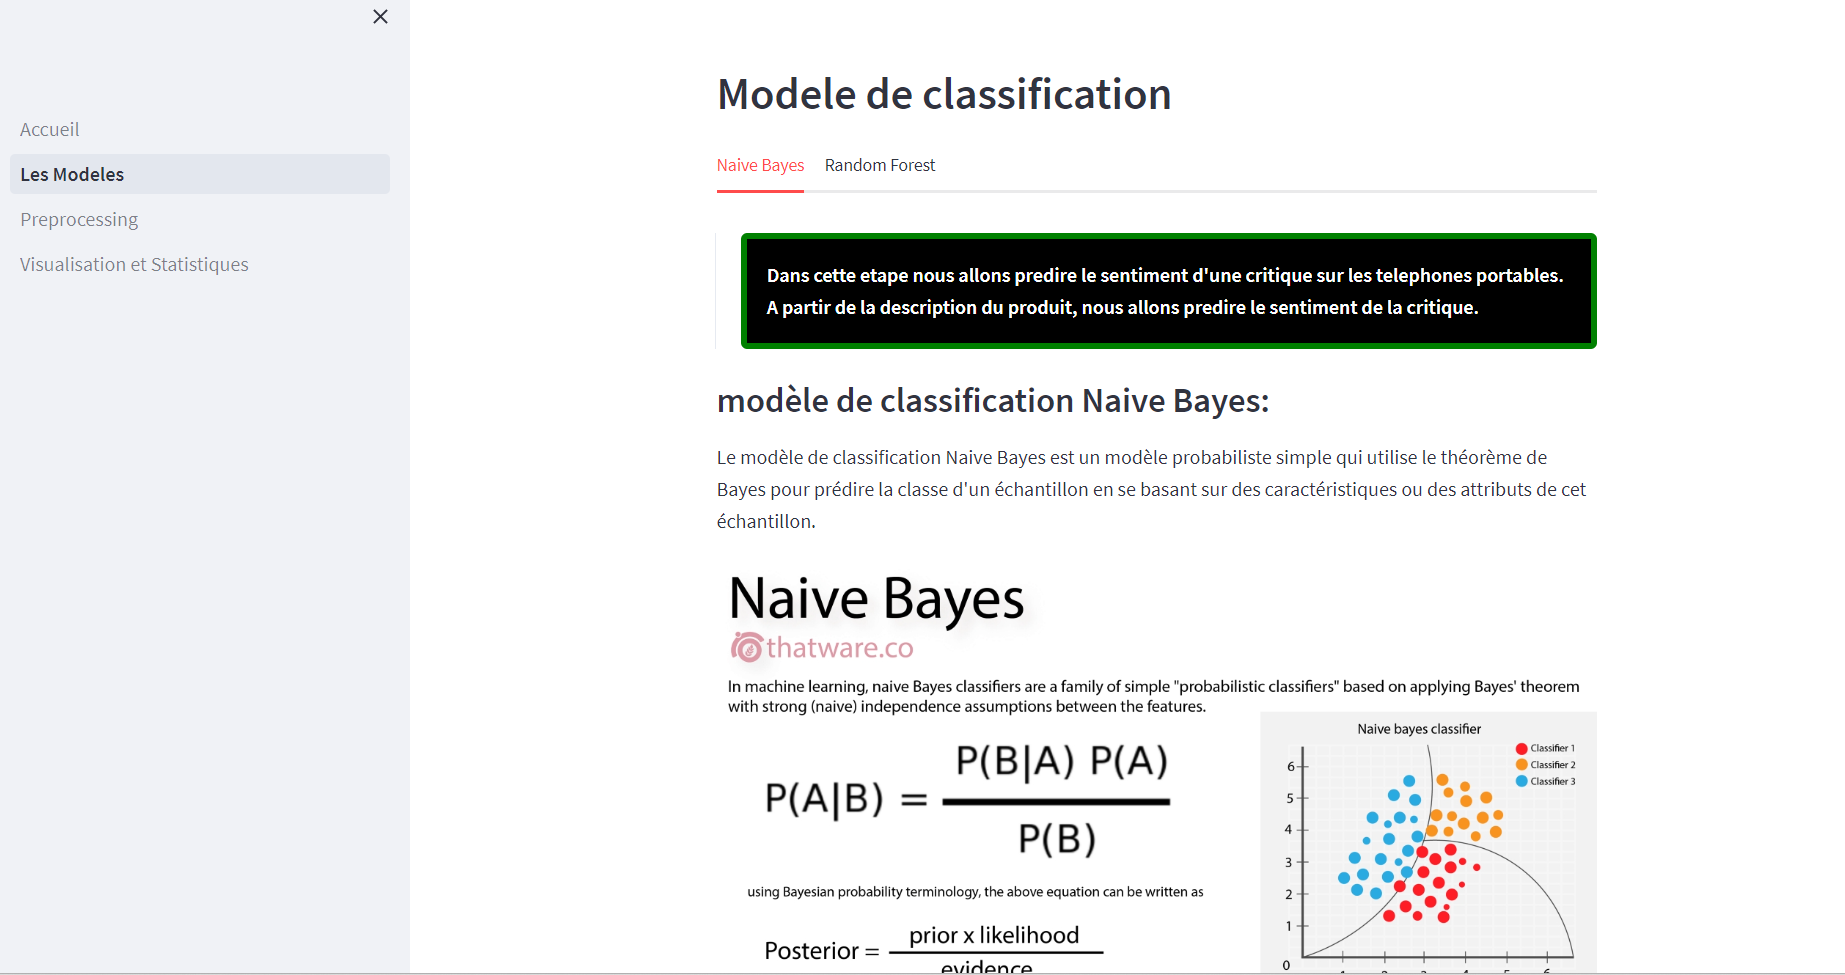 Accueil
Les Modeles
Preprocessing
Visualisation et Statistiques
Modele de classification
Naive Bayes
Random Forest
Dans cette etape nous allons predire le sentiment d'une critique sur les telephones portables.
A partir de la description du produit, nous allons predire le sentiment de la critique.
modèle de classification Naive Bayes:
Le modèle de classification Naive Bayes est un modèle probabiliste simple qui utilise le théorème de
Bayes pour prédire la classe d'un échantillon en se basant sur des caractéristiques ou des attributs de cet
échantillon.
Naive Bayes
thatware.co
In machine learning, naive Bayes classifiers are a family of simple "probabilistic classifiers" based on applying Bayes' theorem
with strong (naive) independence assumptions between the features.
P(A|B) = P(B|A) P(A)
P(B)
using Bayesian probability terminology, the above equation can be written as
Posterior = prior x likelihood
evidence
Naive bayes classifier
Classifier 1
Classifier 2
Classifier 3
6
5
4
3
2
1
0